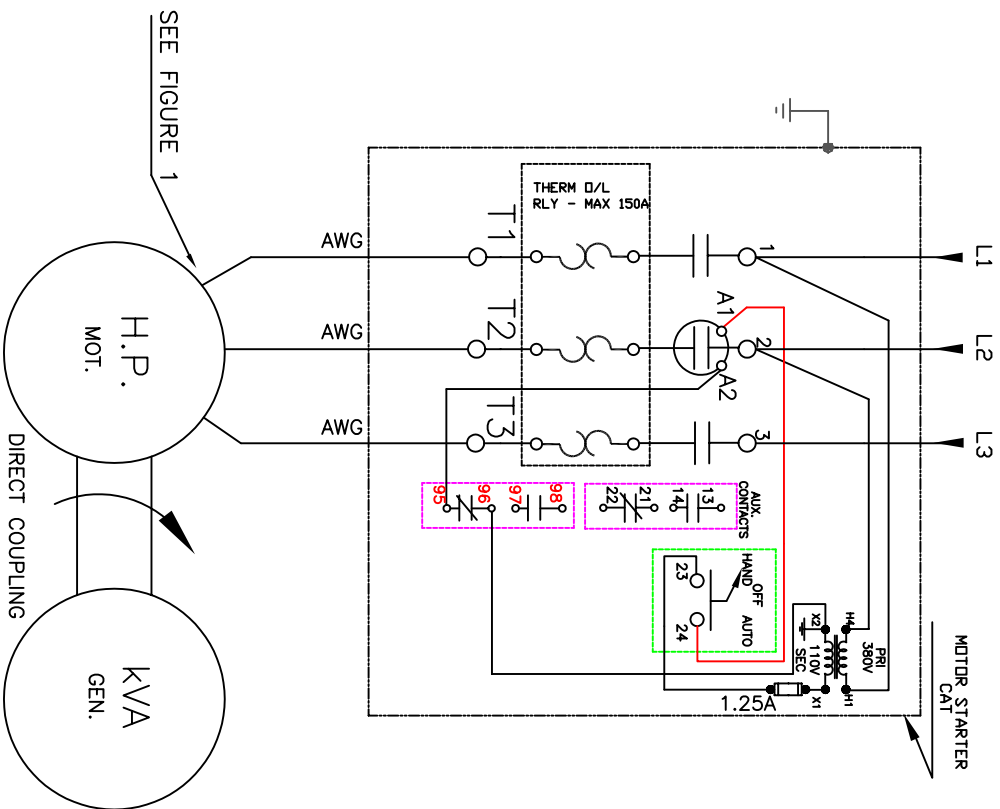 SEE FIGURE 1
L1
L2
L3
THERM O/L
RLY - MAX 150A
T1
T2
T3
1
2
3
A1
A2
AWG
AWG
AWG
H.P.
MOT.
DIRECT COUPLING
kVA
GEN.
95
96
97
98
22
21
14
13
AUX.
CONTACTS
HAND
OFF
AUTO
23
24
X2
H4
PRI
380V
110V
SEC
X1
H1
1.25A
MOTOR STARTER
CAT